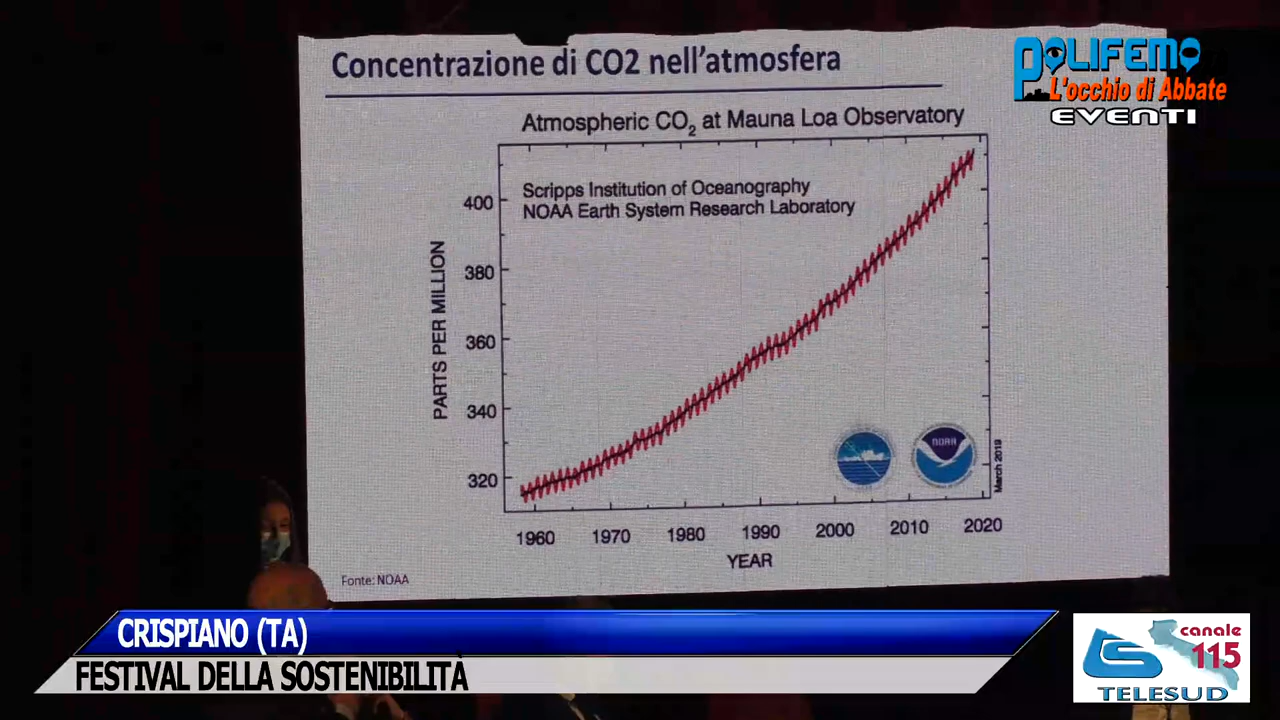 Concentrazione di CO2 nell'atmosfera
POLIFEMO
L'occhio di Abbate
EVENTI
Atmospheric CO2 at Mauna Loa Observatory
Scripps Institution of Oceanography
NOAA Earth System Research Laboratory
400
380
360
340
320
PARTS PER MILLION
NOAA
March 2019
1960 1970 1980 1990 2000 2010 2020
YEAR
Fonte: NOAA
CRISPIANO (TA)
FESTIVAL DELLA SOSTENIBILITÀ
canale
115
TELESUD